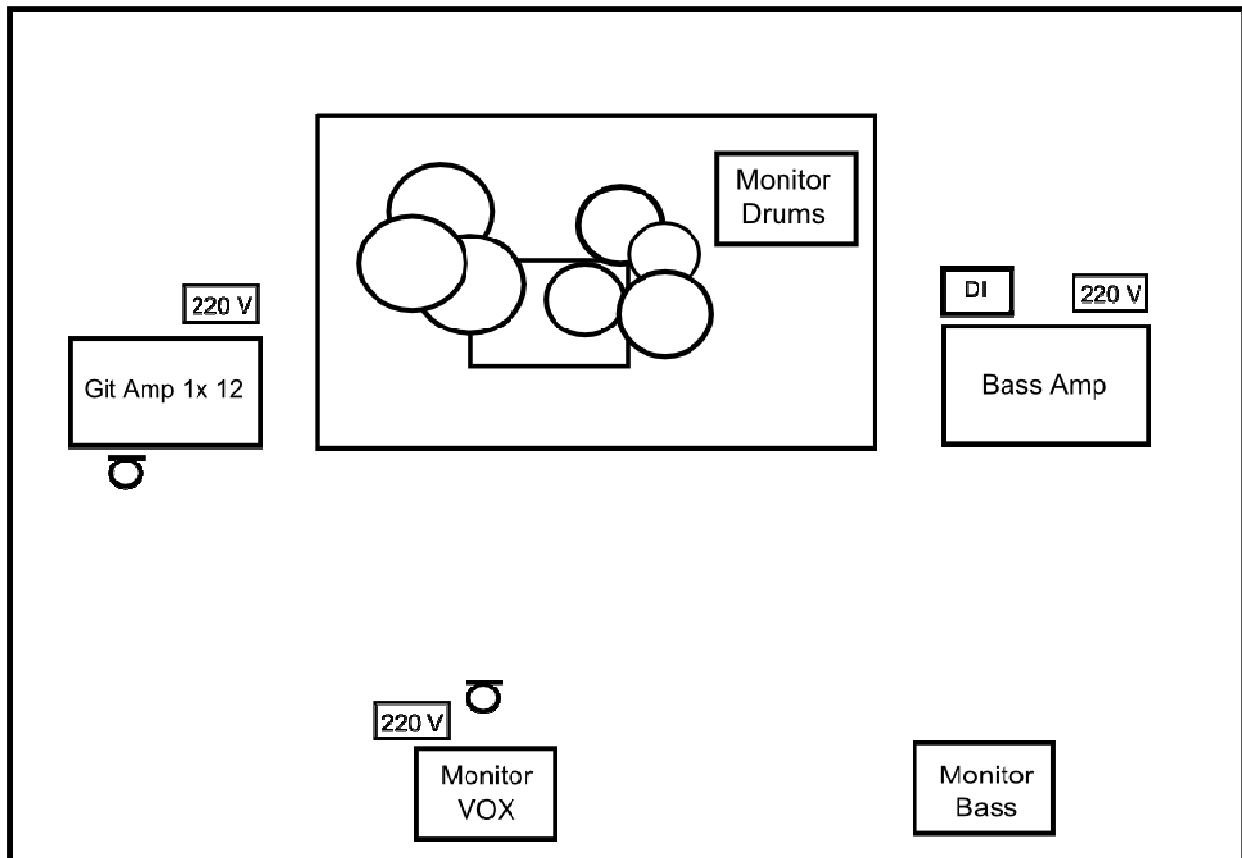 Monitor
Drums
220 V
DI
220 V
Git Amp 1x 12
Bass Amp
220 V
Monitor
VOX
Monitor
Bass